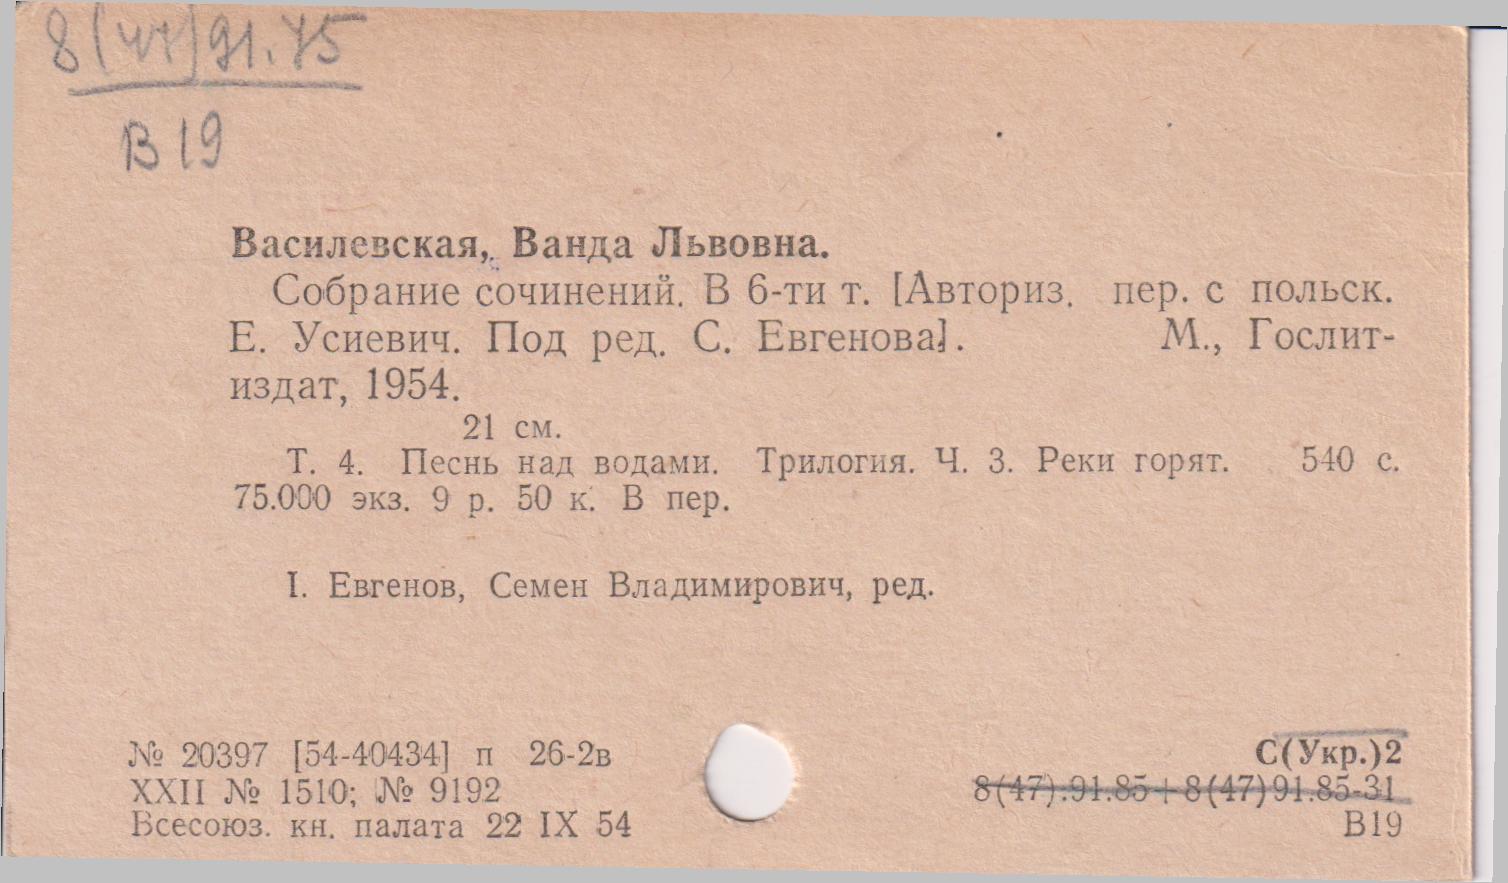 8(47)91.75
В19
Василевская, Ванда Львовна.
Собрание сочинений. В 6-ти т. [Авториз. пер. с польск.
Е. Усиевич. Под ред. С. Евгенова]. М., Гослит-
издат, 1954.
21 см.
Т. 4. Песнь над водами. Трилогия. Ч. 3. Реки горят. 540 с.
75.000 экз. 9 р. 50 к. В пер.
I. Евгенов, Семен Владимирович, ред.
№ 20397 [54-40434] п 26-2в
XXII № 1510; № 9192
Всесоюз. кн. палата 22 IX 54
С(Укр.)2
8(47).91.85+8(47)91.85-31
В19